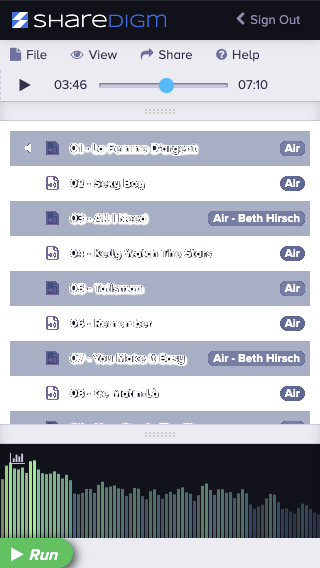 SHAREDIGM
Sign Out
File
View
Share
Help
03:46
07:10
01 - La Femme D'argent
Air
02 - Sexy Boy
Air
03 - All I Need
Air - Beth Hirsch
04 - Kelly Watch The Stars
Air
05 - Talisman
Air
06 - Remember
Air
07 - You Make It Easy
Air - Beth Hirsch
08 - Ce Matin-Là
Air
Run